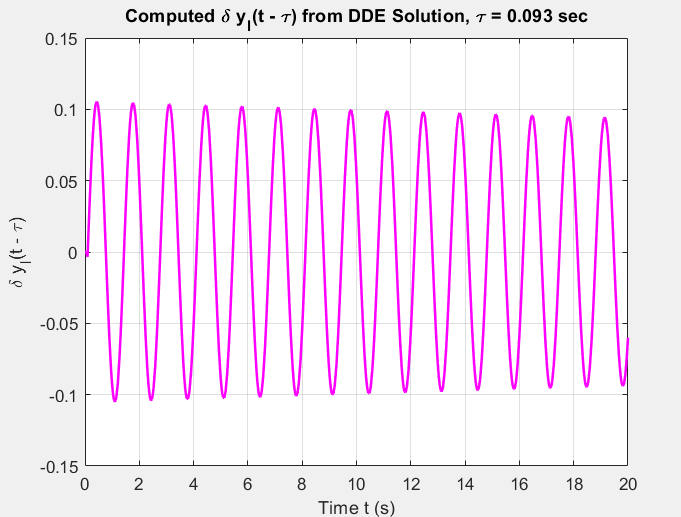 Computed δ y_l(t - τ) from DDE Solution, τ = 0.093 sec
0.15
0.1
0.05
0
-0.05
-0.1
-0.15
δ y_l(t - τ)
0 2 4 6 8 10 12 14 16 18 20
Time t (s)